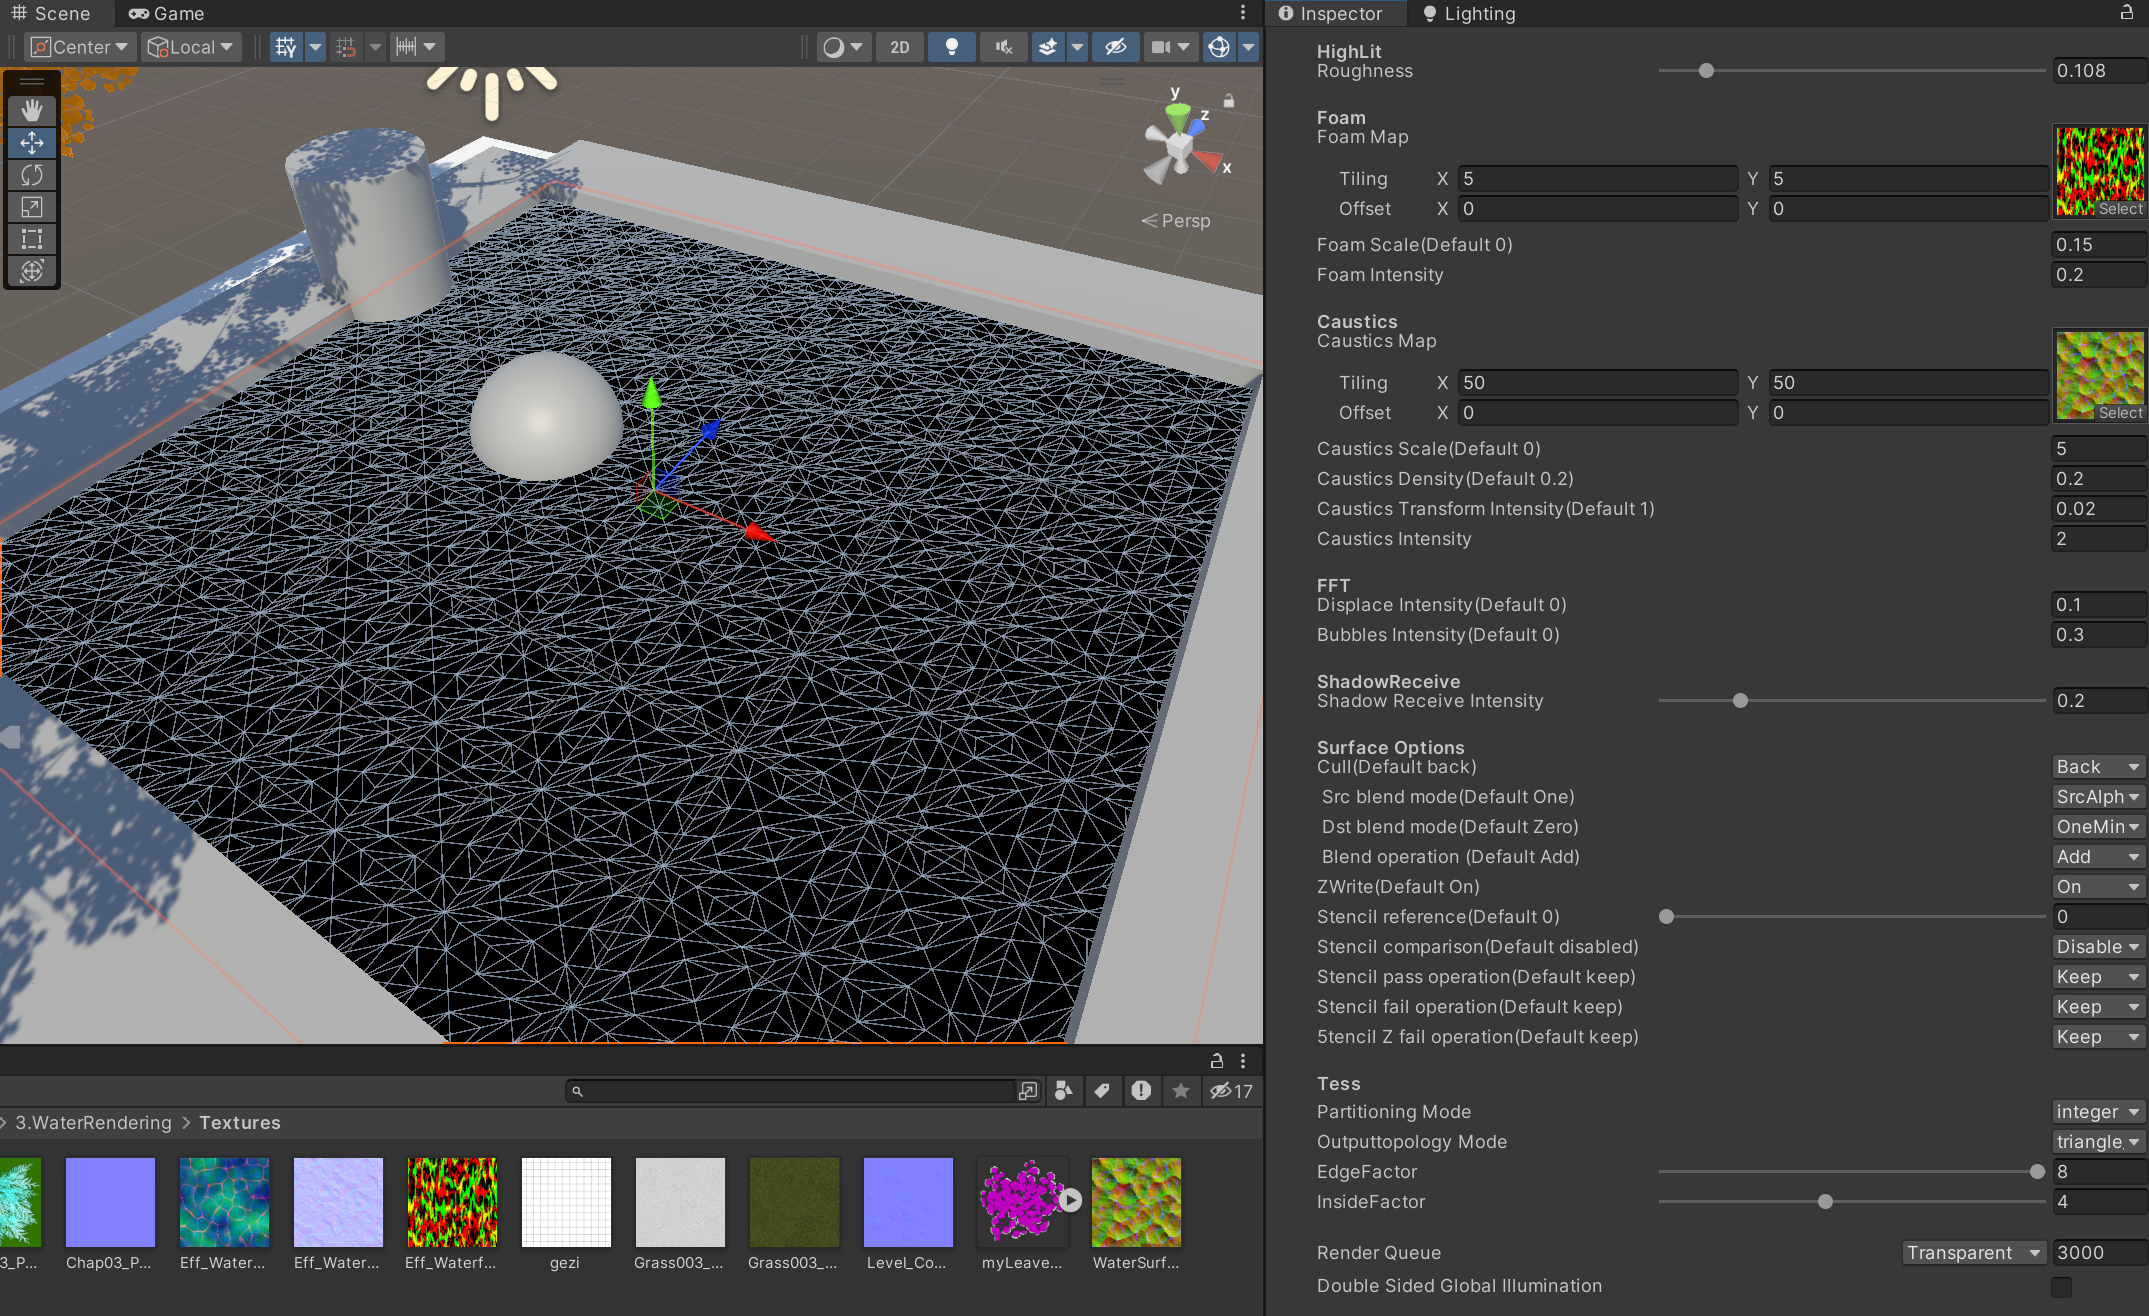 Scene Game
Center Local 2D
y
z
x
Persp
17
3.WaterRendering > Textures
3_P...
Chap03_P...
Eff_Water...
Eff_Water...
Eff_Waterf...
gezi
Grass003_...
Grass003_...
Level_Co...
myLeave...
WaterSurf...
Inspector Lighting
HighLit
Roughness 0.108
Foam
Foam Map
Tiling X 5 Y 5
Offset X 0 Y 0
Select
Foam Scale(Default 0) 0.15
Foam Intensity 0.2
Caustics
Caustics Map
Tiling X 50 Y 50
Offset X 0 Y 0
Select
Caustics Scale(Default 0) 5
Caustics Density(Default 0.2) 0.2
Caustics Transform Intensity(Default 1) 0.02
Caustics Intensity 2
FFT
Displace Intensity(Default 0) 0.1
Bubbles Intensity(Default 0) 0.3
ShadowReceive
Shadow Receive Intensity 0.2
Surface Options
Cull(Default back) Back
Src blend mode(Default One) SrcAlph
Dst blend mode(Default Zero) OneMin
Blend operation (Default Add) Add
ZWrite(Default On) On
Stencil reference(Default 0) 0
Stencil comparison(Default disabled) Disable
Stencil pass operation(Default keep) Keep
Stencil fail operation(Default keep) Keep
5tencil Z fail operation(Default keep) Keep
Tess
Partitioning Mode integer
Outputtopology Mode triangle_
EdgeFactor 8
InsideFactor 4
Render Queue Transparent 3000
Double Sided Global Illumination